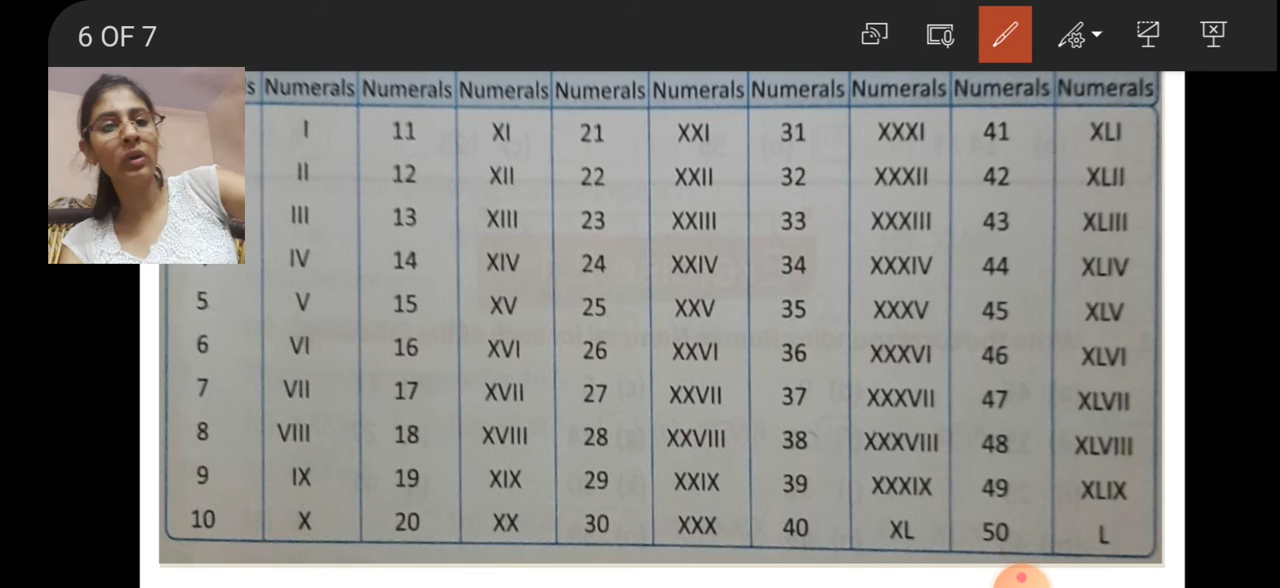 6 OF 7
s Numerals Numerals Numerals Numerals Numerals Numerals Numerals Numerals Numerals
I 11 XI 21 XXI 31 XXXI 41 XLI
II 12 XII 22 XXII 32 XXXII 42 XLII
III 13 XIII 23 XXIII 33 XXXIII 43 XLIII
IV 14 XIV 24 XXIV 34 XXXIV 44 XLIV
5 V 15 XV 25 XXV 35 XXXV 45 XLV
6 VI 16 XVI 26 XXVI 36 XXXVI 46 XLVI
7 VII 17 XVII 27 XXVII 37 XXXVII 47 XLVII
8 VIII 18 XVIII 28 XXVIII 38 XXXVIII 48 XLVIII
9 IX 19 XIX 29 XXIX 39 XXXIX 49 XLIX
10 X 20 XX 30 XXX 40 XL 50 L